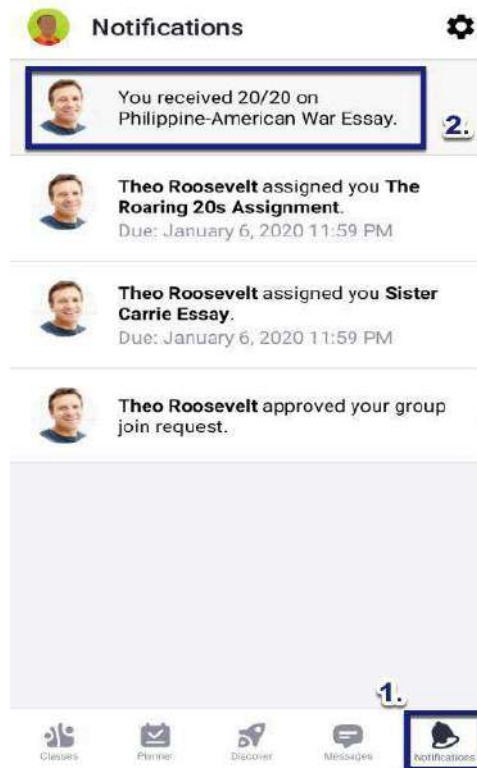 Notifications
You received 20/20 on
Philippine-American War Essay.
2.
Theo Roosevelt assigned you The
Roaring 20s Assignment.
Due: January 6, 2020 11:59 PM
Theo Roosevelt assigned you Sister
Carrie Essay.
Due: January 6, 2020 11:59 PM
Theo Roosevelt approved your group
join request.
1.
Classes Planner Discover Messages Notifications